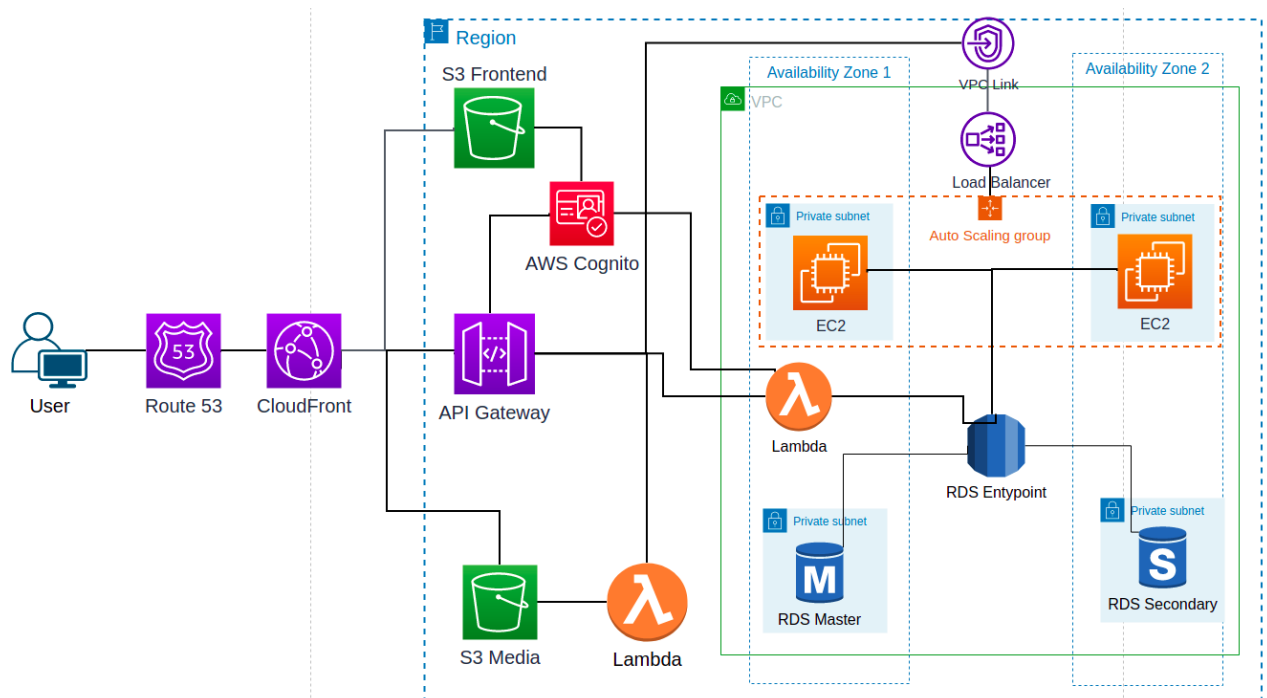 Region
S3 Frontend
VPC Link
Availability Zone 1
Availability Zone 2
VPC
Load Balancer
Private subnet
Private subnet
Auto Scaling group
AWS Cognito
EC2
EC2
53
</>
User
Route 53
CloudFront
API Gateway
Lambda
RDS Entypoint
Private subnet
Private subnet
M
S
RDS Master
RDS Secondary
S3 Media
Lambda